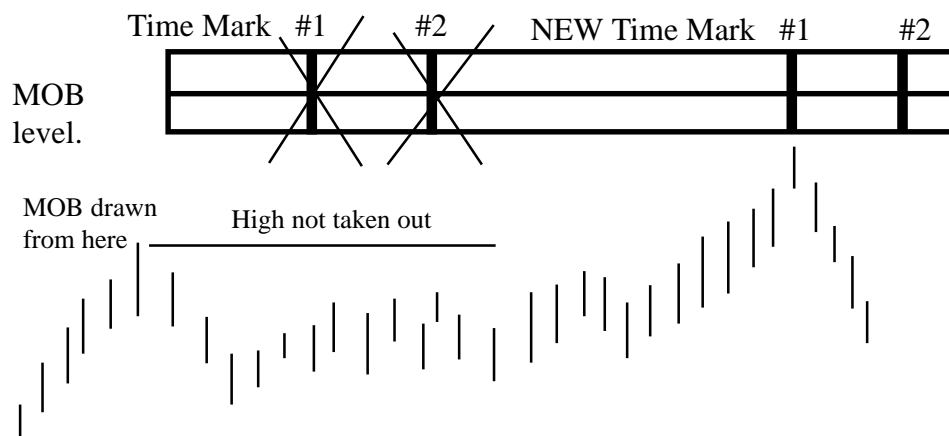 Time Mark #1 #2 NEW Time Mark #1 #2
MOB
level.
MOB drawn
from here
High not taken out